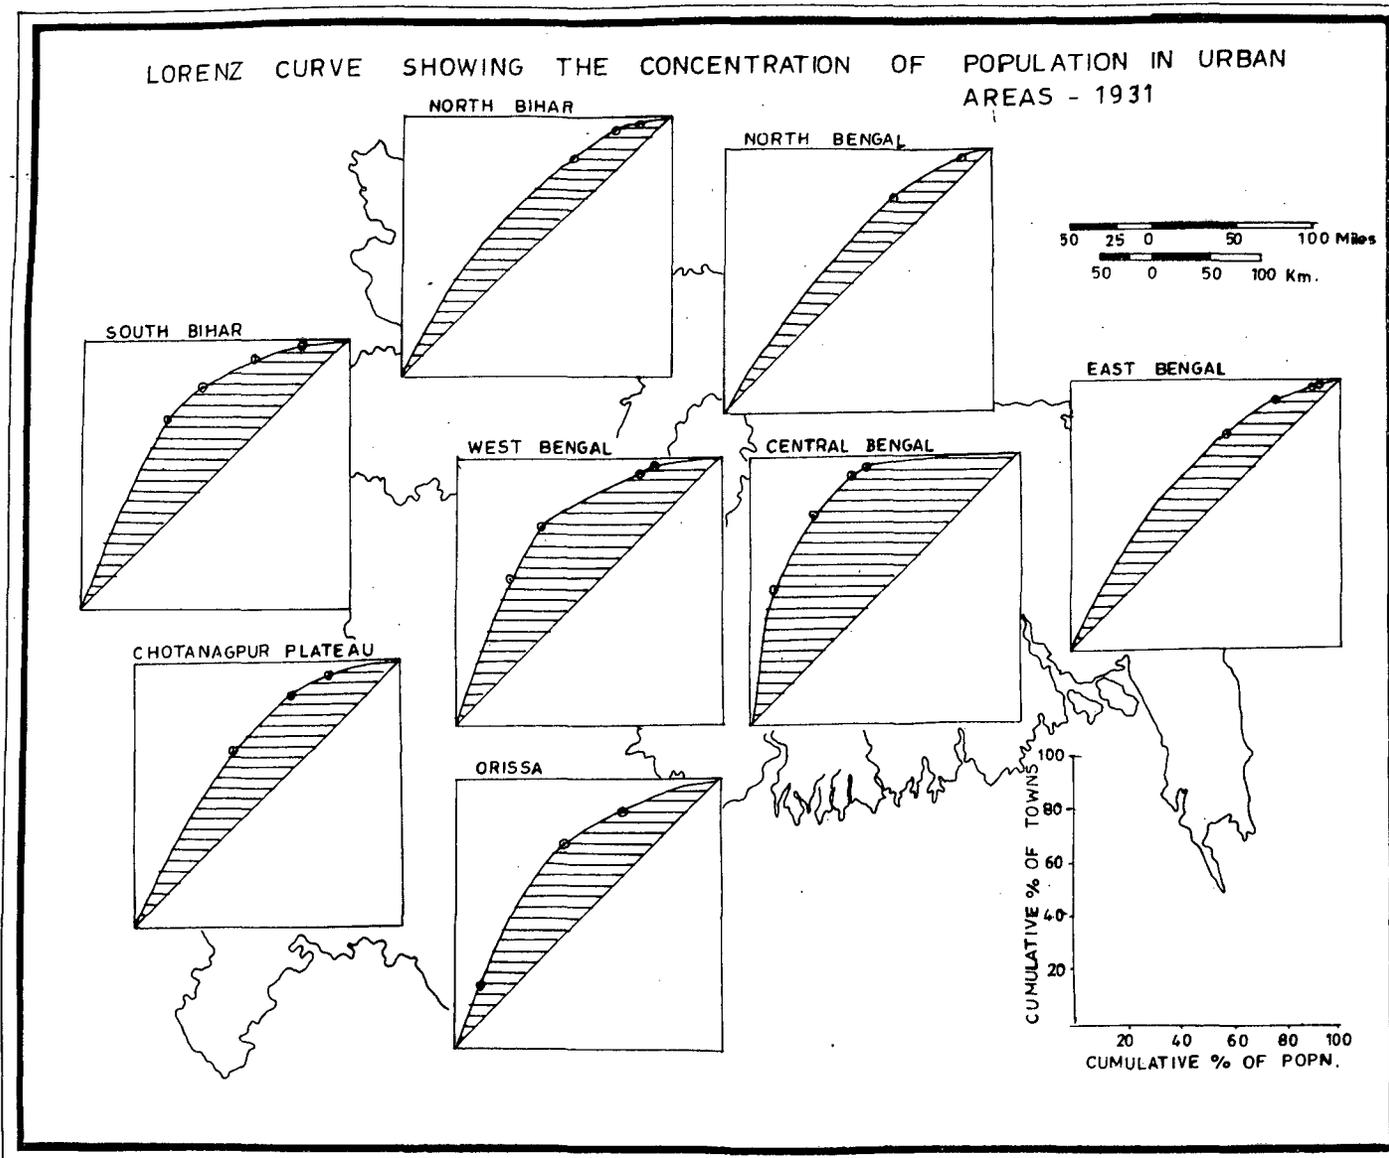 LORENZ CURVE SHOWING THE CONCENTRATION OF POPULATION IN URBAN
AREAS - 1931
NORTH BIHAR
NORTH BENGAL
50 25 0 50 100 Miles
50 0 50 100 Km.
SOUTH BIHAR
EAST BENGAL
WEST BENGAL
CENTRAL BENGAL
CHOTANAGPUR PLATEAU
ORISSA
CUMULATIVE % OF TOWNS
100
80
60
40
20
20 40 60 80 100
CUMULATIVE % OF POPN.